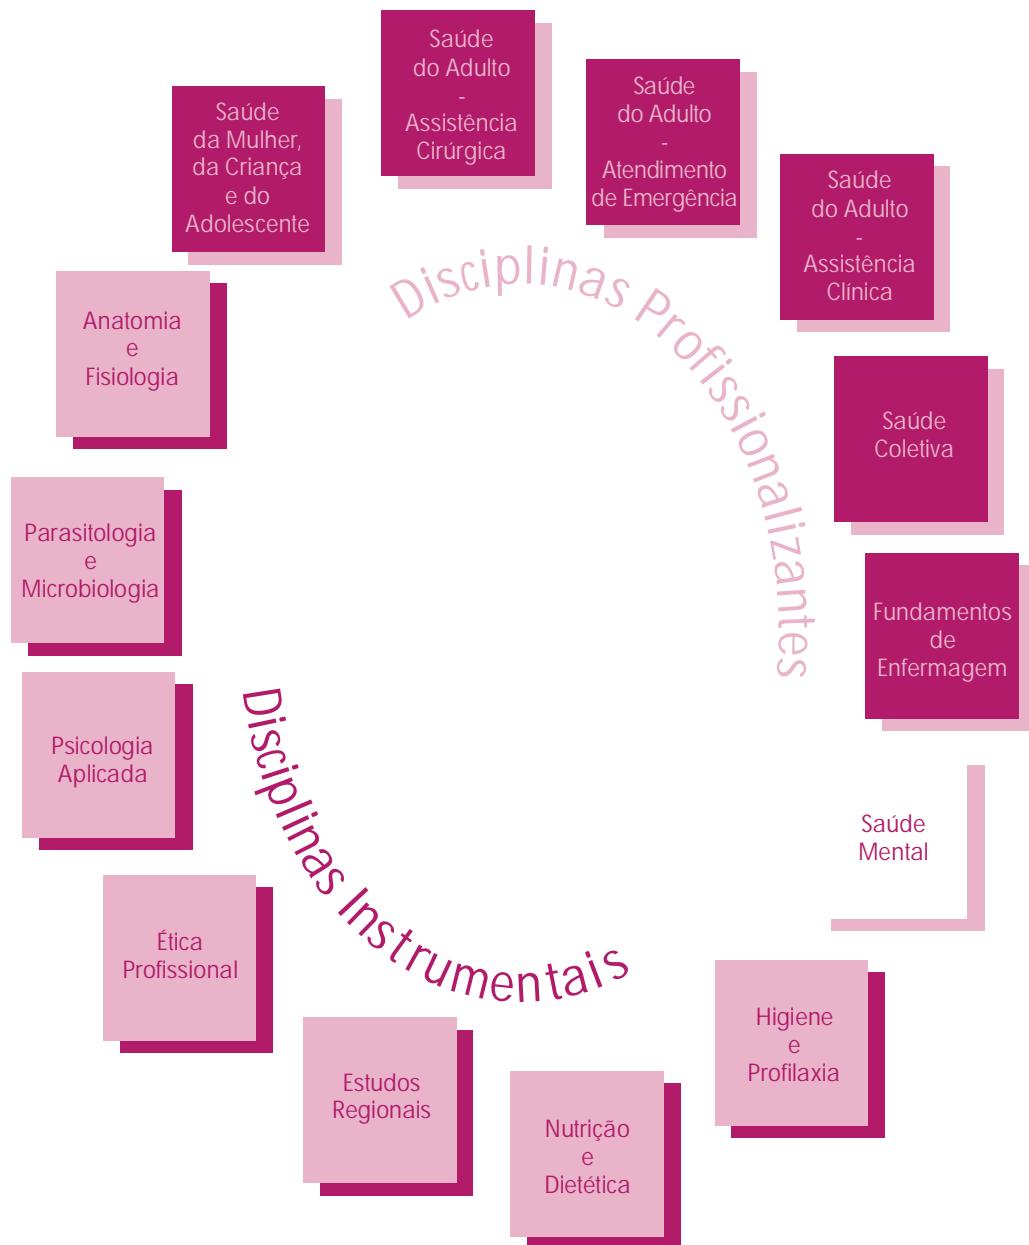 Saúde
do Adulto
-
Assistência
Cirúrgica
Saúde
do Adulto
-
Atendimento
de Emergência
Saúde
da Mulher,
da Criança
e do
Adolescente
Saúde
do Adulto
-
Assistência
Clínica
Disciplinas Profissionalizantes
Anatomia
e
Fisiologia
Saúde
Coletiva
Parasitologia
e
Microbiologia
Fundamentos
de
Enfermagem
Disciplinas Instrumentais
Psicologia
Aplicada
Saúde
Mental
Ética
Profissional
Higiene
e
Profilaxia
Estudos
Regionais
Nutrição
e
Dietética